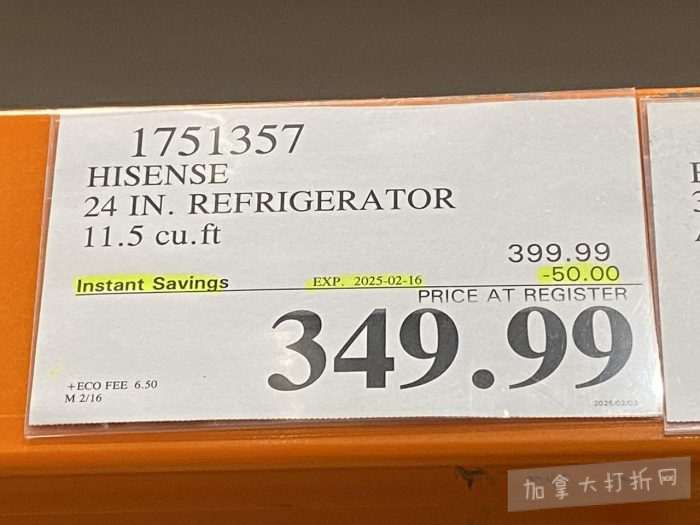 1751357
HISENSE
24 IN. REFRIGERATOR
11.5 cu.ft
399.99
Instant Savings EXP. 2025-02-16 -50.00
PRICE AT REGISTER
349.99
+ECO FEE 6.50
M 2/16
2025/02/03
加拿大打折网